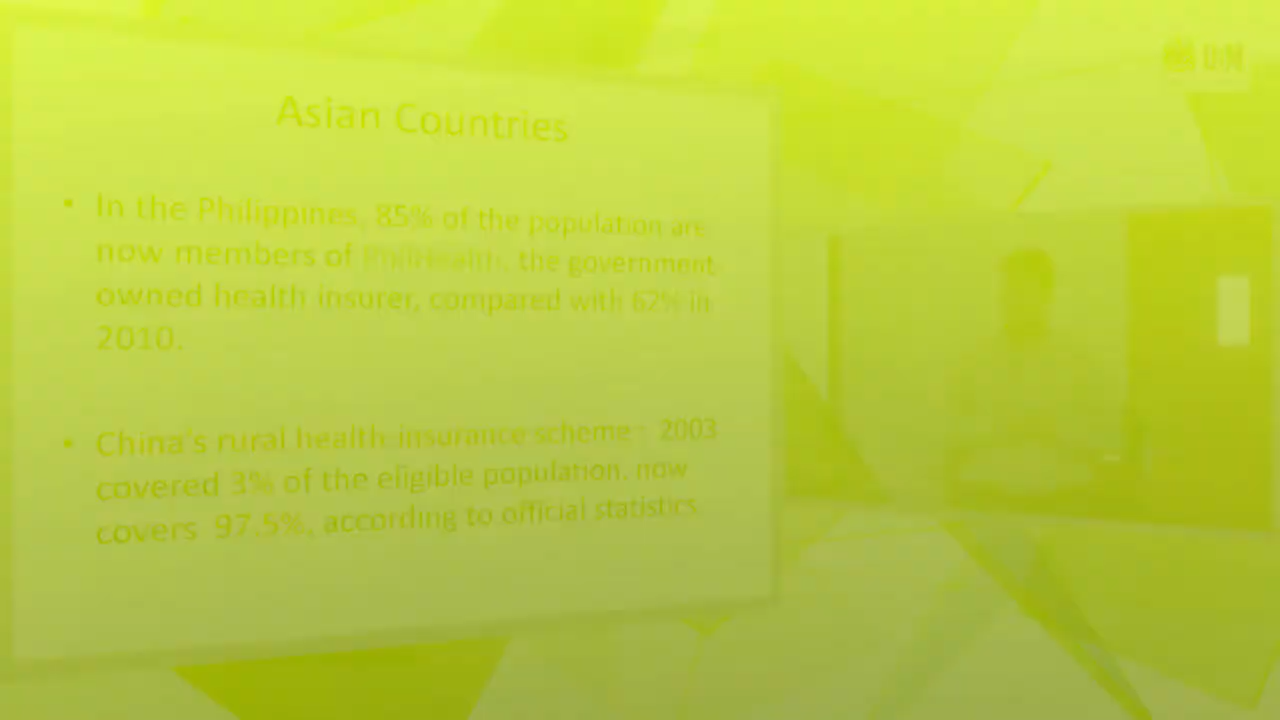 Asian Countries
• In the Philippines, 85% of the population are
now members of PhilHealth, the government
owned health insurer, compared with 62% in
2010.
• China's rural health insurance scheme : 2003
covered 3% of the eligible population. now
covers 97.5%, according to official statistics